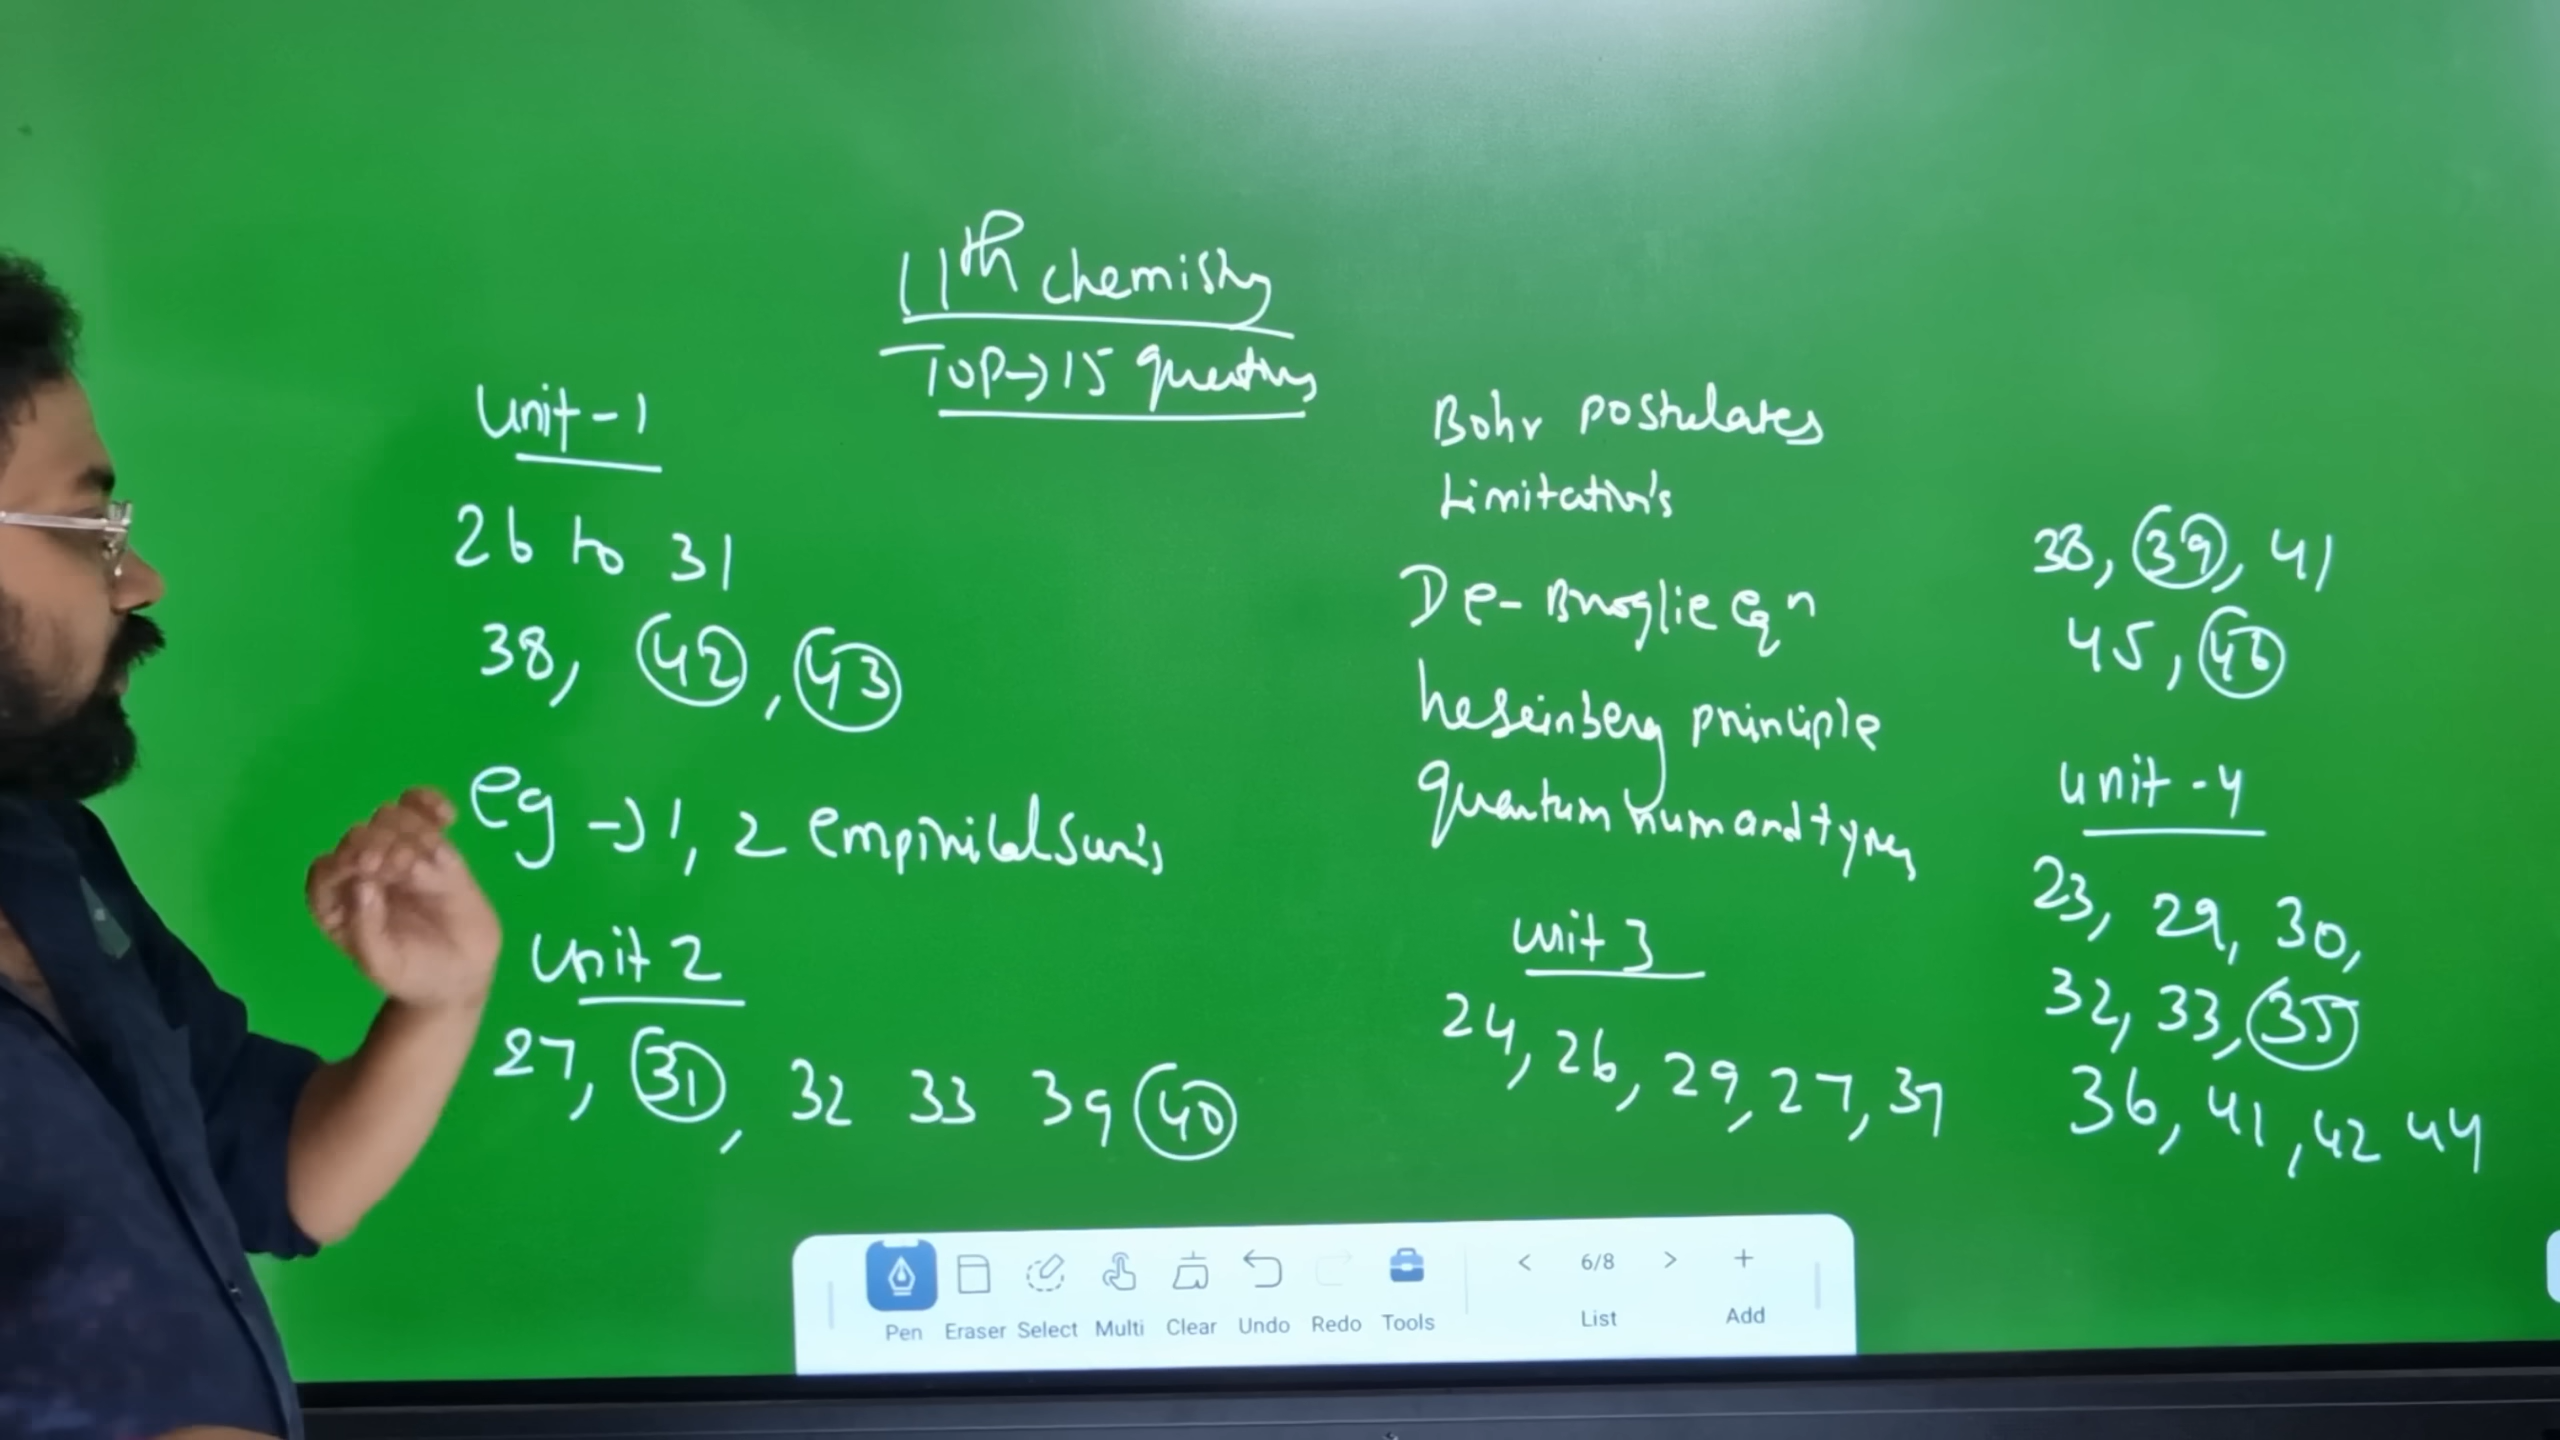 11th chemistry
TOP→15 questions
Unit-1
26 to 31
38, 42, 43
eg →1, 2 empirical sum's
Unit 2
27, 31, 32 33 39 40
Bohr postulates
Limitation's
De-Broglie eqn
heseinberg principle
quantum num and types
unit 3
24, 26, 29, 27, 37
38, 39, 41
45, 46
unit-4
23, 29, 30,
32, 33, 35
36, 41, 42 44
6/8
Pen Eraser Select Multi Clear Undo Redo Tools List Add